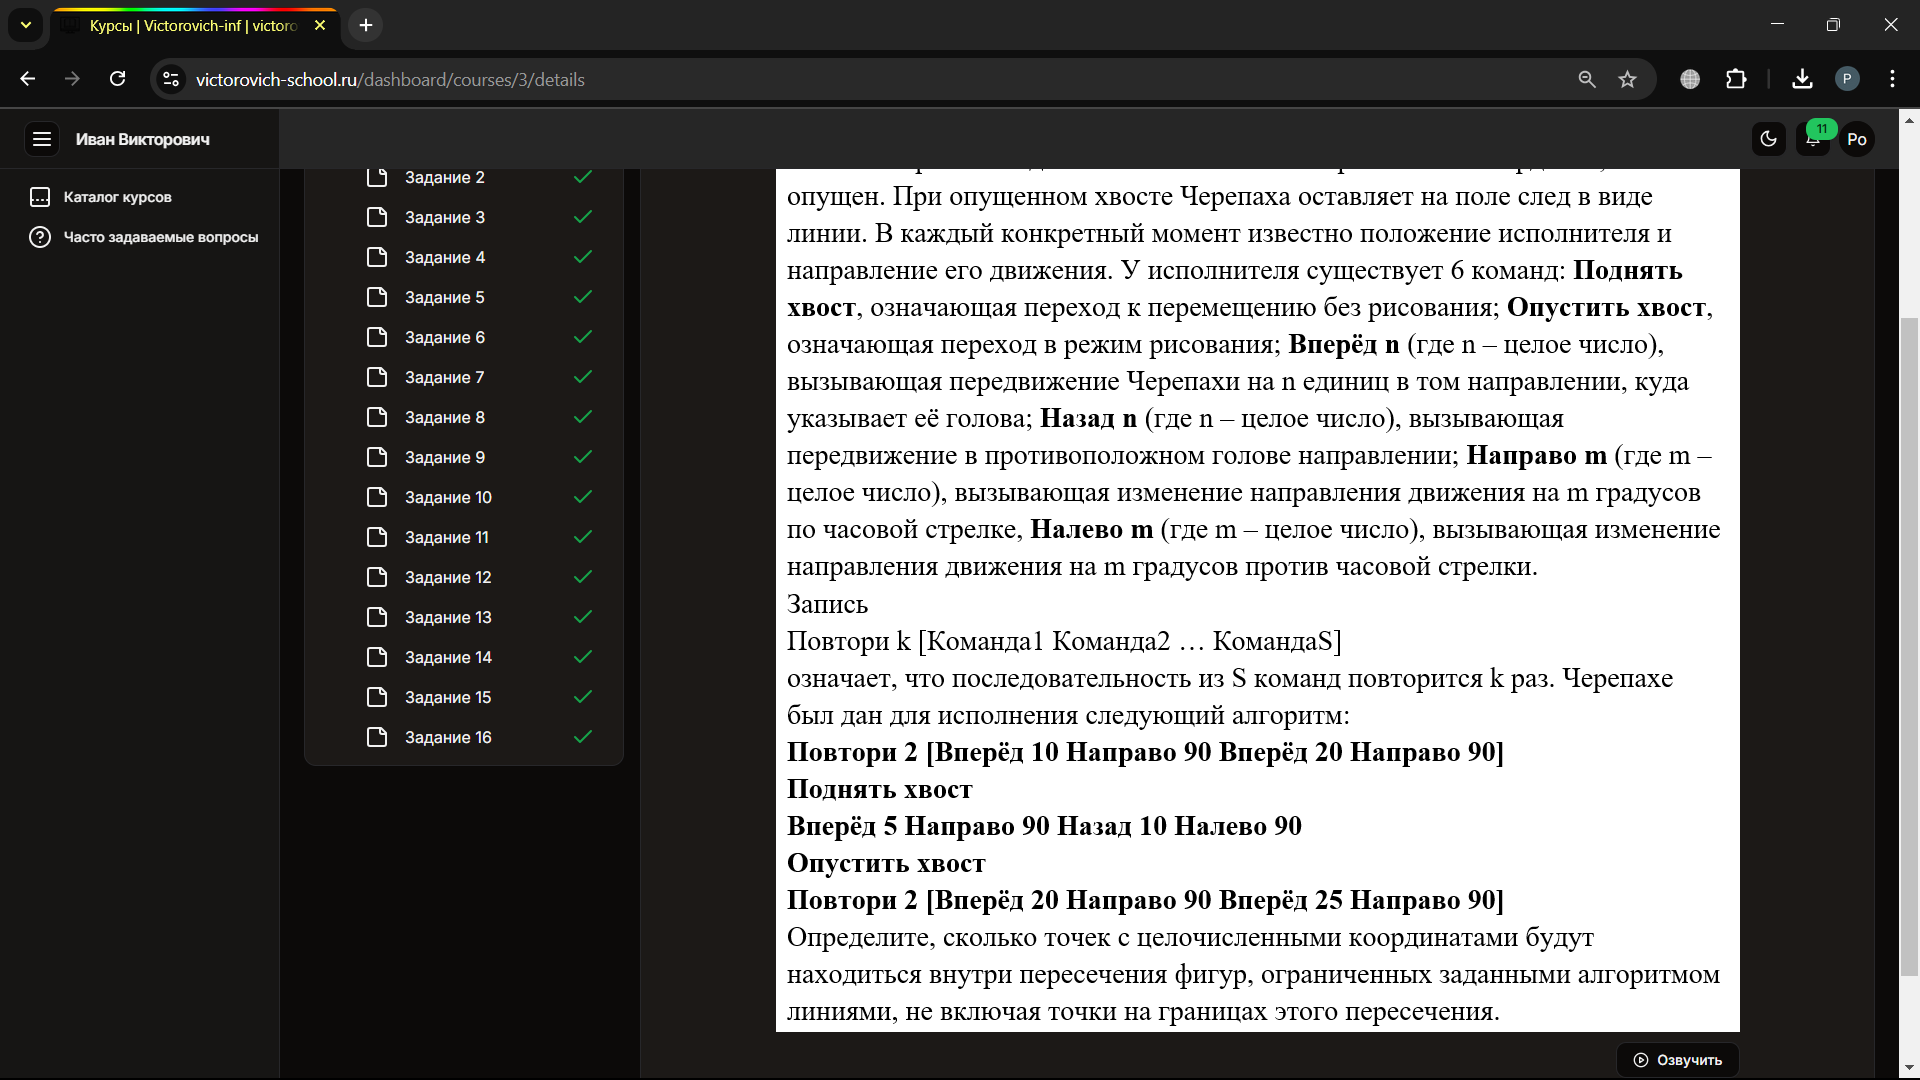 Курсы | Victorovich-inf | victoro
victorovich-school.ru/dashboard/courses/3/details
P
Иван Викторович
11
Po
Каталог курсов
Часто задаваемые вопросы
Задание 2
Задание 3
Задание 4
Задание 5
Задание 6
Задание 7
Задание 8
Задание 9
Задание 10
Задание 11
Задание 12
Задание 13
Задание 14
Задание 15
Задание 16
опущен. При опущенном хвосте Черепаха оставляет на поле след в виде
линии. В каждый конкретный момент известно положение исполнителя и
направление его движения. У исполнителя существует 6 команд: Поднять
хвост, означающая переход к перемещению без рисования; Опустить хвост,
означающая переход в режим рисования; Вперёд n (где n – целое число),
вызывающая передвижение Черепахи на n единиц в том направлении, куда
указывает её голова; Назад n (где n – целое число), вызывающая
передвижение в противоположном голове направлении; Направо m (где m –
целое число), вызывающая изменение направления движения на m градусов
по часовой стрелке, Налево m (где m – целое число), вызывающая изменение
направления движения на m градусов против часовой стрелки.
Запись
Повтори k [Команда1 Команда2 … КомандаS]
означает, что последовательность из S команд повторится k раз. Черепахе
был дан для исполнения следующий алгоритм:
Повтори 2 [Вперёд 10 Направо 90 Вперёд 20 Направо 90]
Поднять хвост
Вперёд 5 Направо 90 Назад 10 Налево 90
Опустить хвост
Повтори 2 [Вперёд 20 Направо 90 Вперёд 25 Направо 90]
Определите, сколько точек с целочисленными координатами будут
находиться внутри пересечения фигур, ограниченных заданными алгоритмом
линиями, не включая точки на границах этого пересечения.
Озвучить